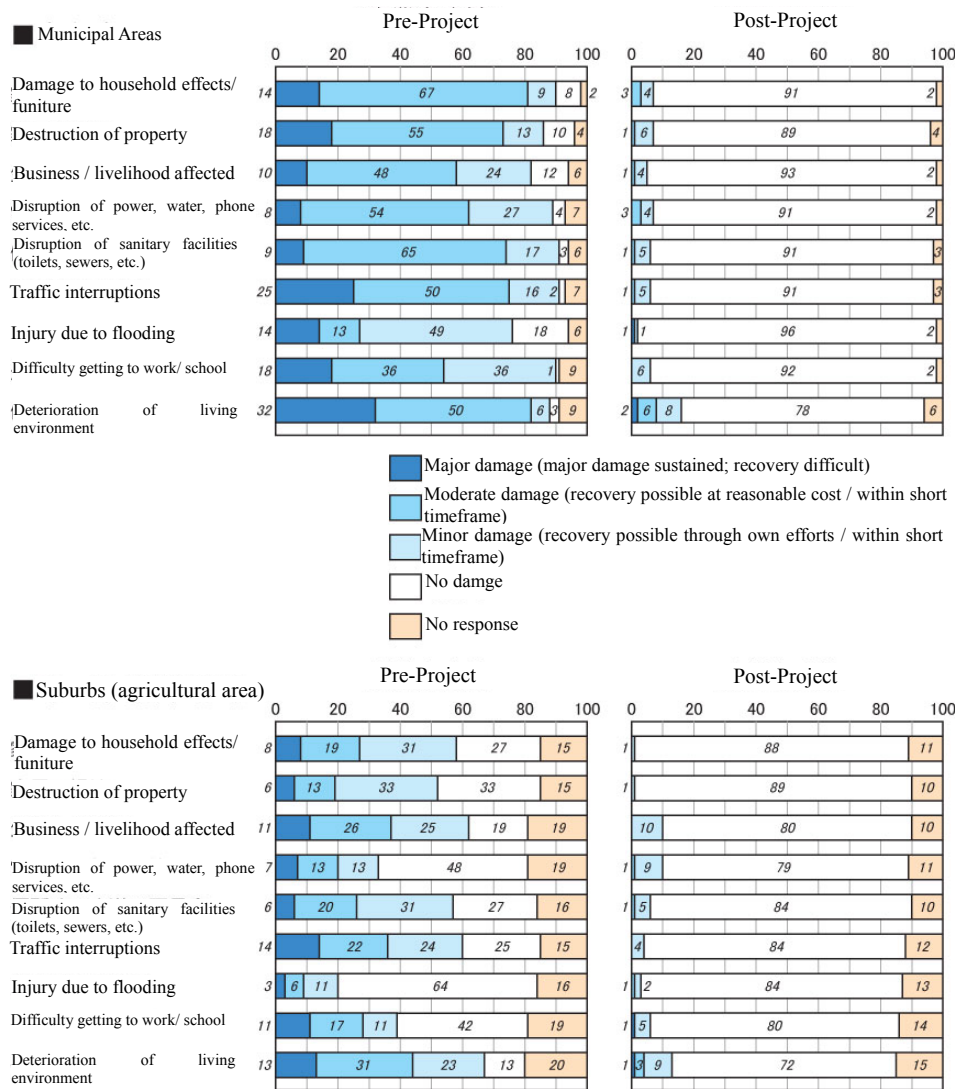 Pre-Project Post-Project
Municipal Areas
0 20 40 60 80 100 0 20 40 60 80 100
Damage to household effects/
funiture
14 67 9 8 2 3 4 91 2
Destruction of property
18 55 13 10 4 1 6 89 4
Business / livelihood affected
10 48 24 12 6 1 4 93 2
Disruption of power, water, phone
services, etc.
8 54 27 4 7 3 4 91 2
Disruption of sanitary facilities
(toilets, sewers, etc.)
9 65 17 3 6 1 5 91 3
Traffic interruptions
25 50 16 2 7 1 5 91 3
Injury due to flooding
14 13 49 18 6 1 1 96 2
Difficulty getting to work/ school
18 36 36 1 9 6 92 2
Deterioration of living
environment
32 50 6 3 9 2 6 8 78 6
Major damage (major damage sustained; recovery difficult)
Moderate damage (recovery possible at reasonable cost / within short
timeframe)
Minor damage (recovery possible through own efforts / within short
timeframe)
No damge
No response
Pre-Project Post-Project
Suburbs (agricultural area)
0 20 40 60 80 100 0 20 40 60 80 100
Damage to household effects/
funiture
8 19 31 27 15 1 88 11
Destruction of property
6 13 33 33 15 1 89 10
Business / livelihood affected
11 26 25 19 19 10 80 10
Disruption of power, water, phone
services, etc.
7 13 13 48 19 1 9 79 11
Disruption of sanitary facilities
(toilets, sewers, etc.)
6 20 31 27 16 1 5 84 10
Traffic interruptions
14 22 24 25 15 4 84 12
Injury due to flooding
3 6 11 64 16 1 2 84 13
Difficulty getting to work/ school
11 17 11 42 19 1 5 80 14
Deterioration of living
environment
13 31 23 13 20 1 3 9 72 15